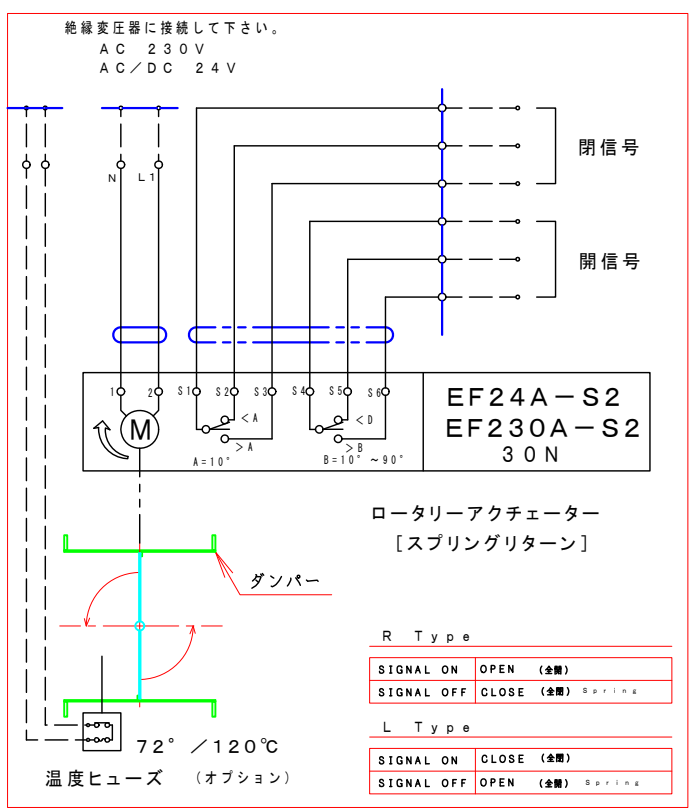 絶縁変圧器に接続して下さい。
AC 230V
AC/DC 24V
閉信号
N L1
開信号
1 2 S1 S2 S3 S4 S5 S6
<A <D
M
>A >B
A=10° B=10° ~90°
EF24A-S2
EF230A-S2
30N
ロータリーアクチェーター
[スプリングリターン]
ダンパー
R Type
SIGNAL ON OPEN (全開)
SIGNAL OFF CLOSE (全閉) Spring
L Type
SIGNAL ON CLOSE (全閉)
SIGNAL OFF OPEN (全開) Spring
72° /120℃
温度ヒューズ (オプション)